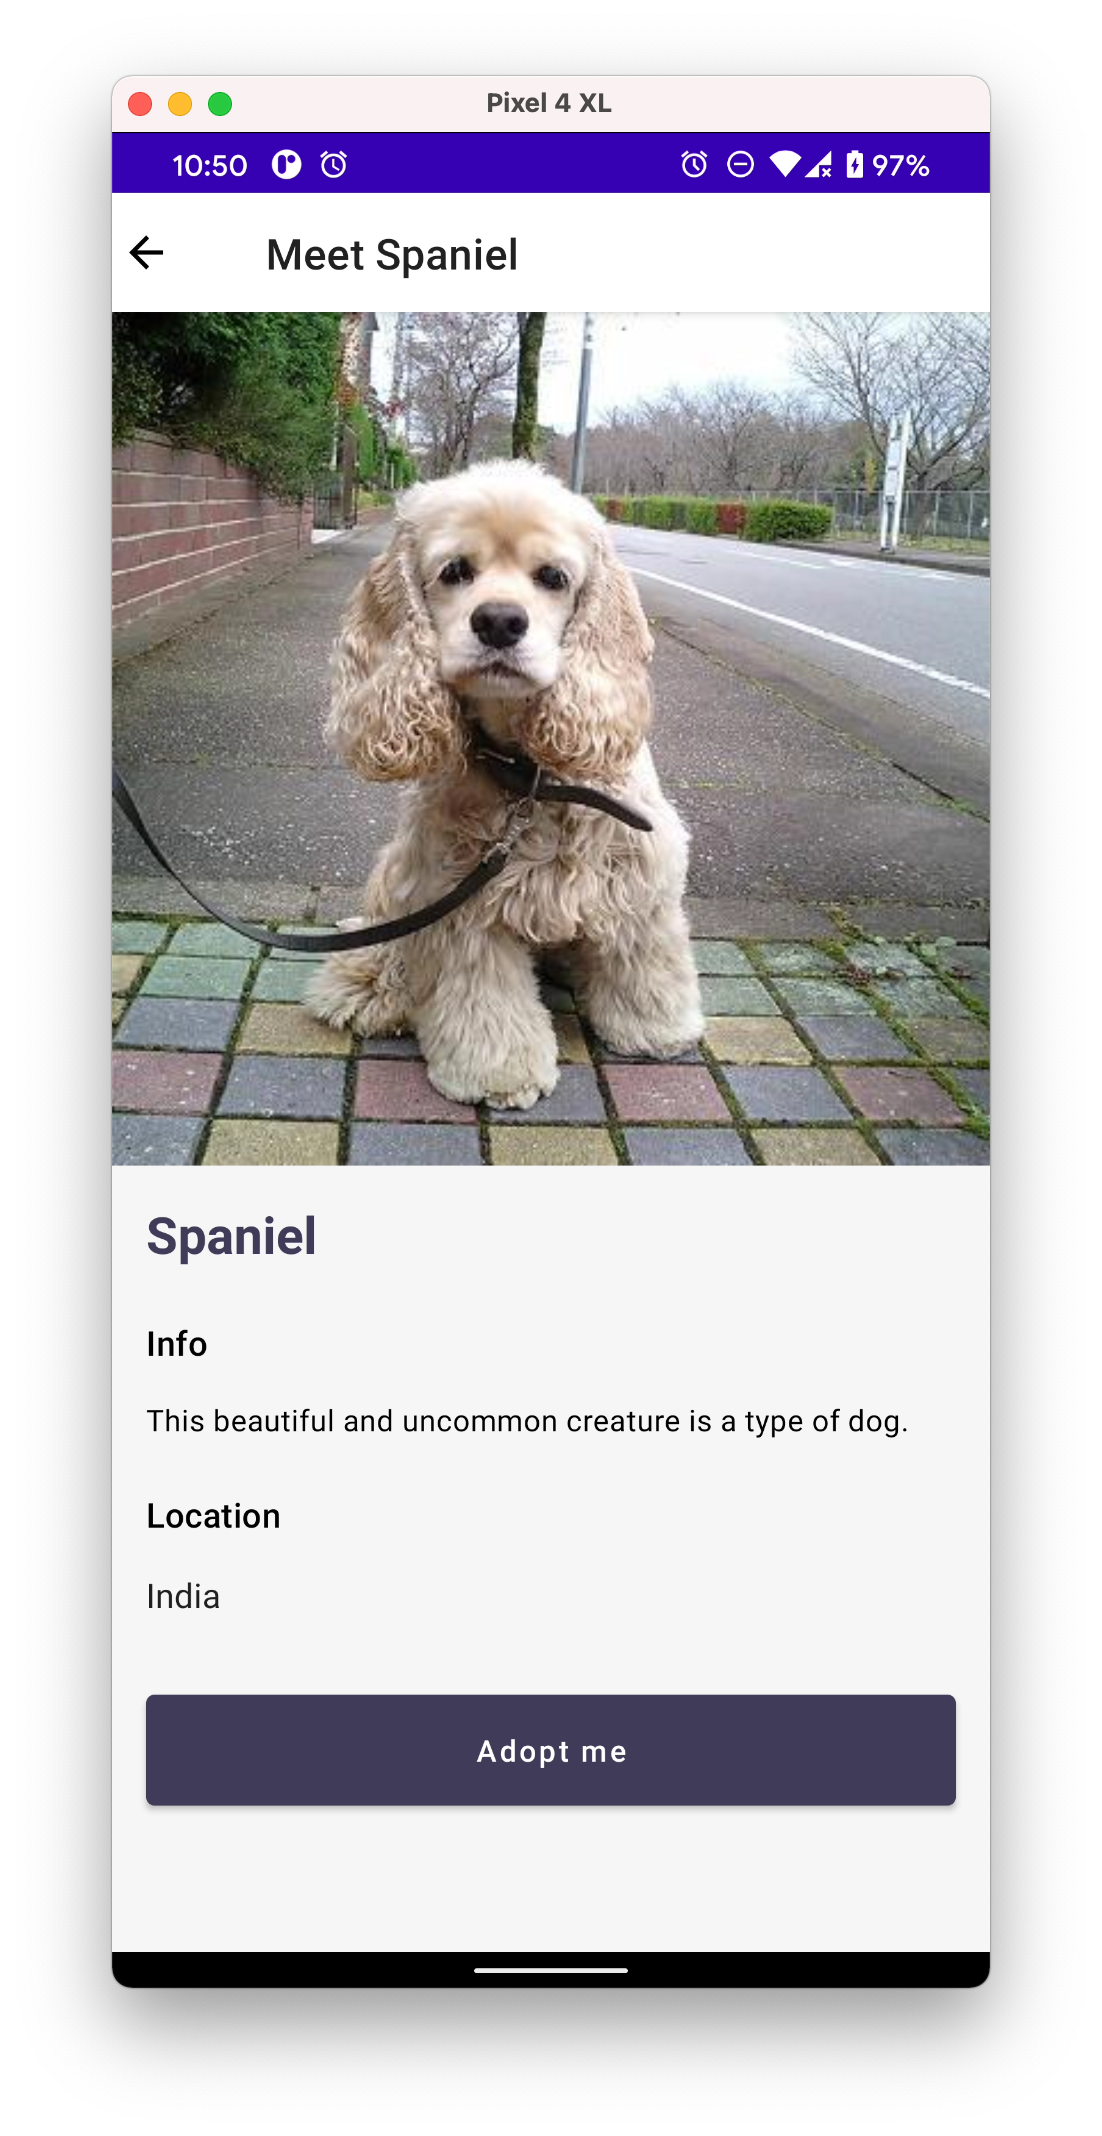 Pixel 4 XL
10:50 97%
Meet Spaniel
Spaniel
Info
This beautiful and uncommon creature is a type of dog.
Location
India
Adopt me